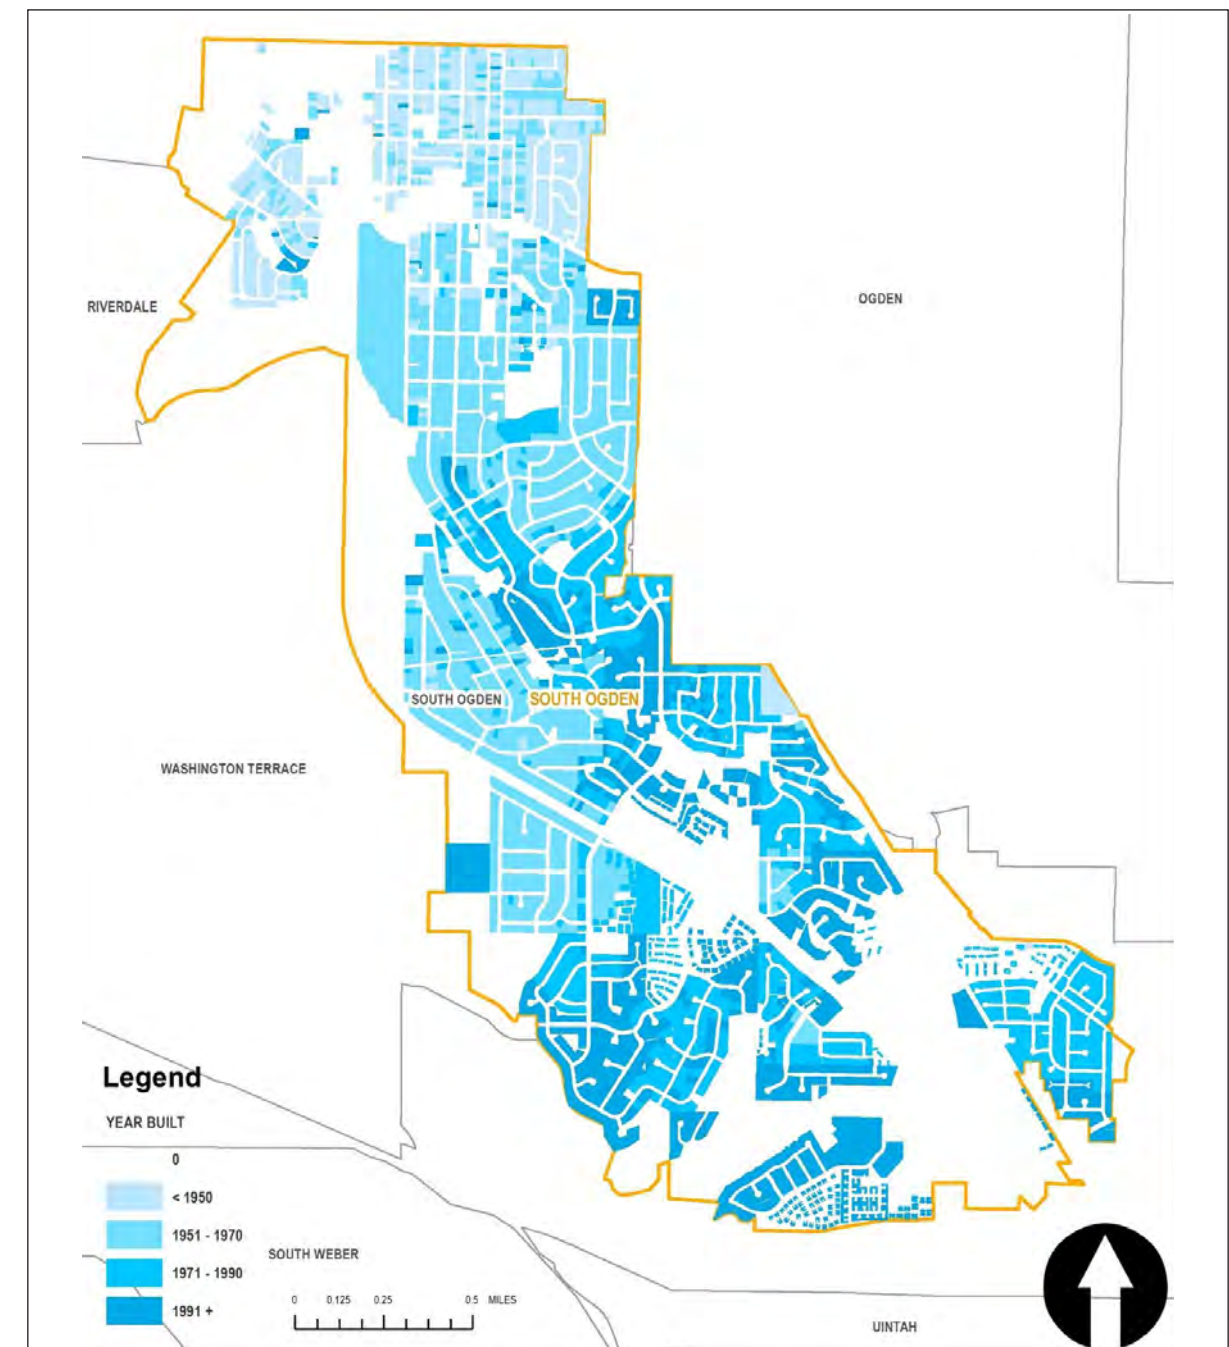 RIVERDALE
OGDEN
SOUTH OGDEN
SOUTH OGDEN
WASHINGTON TERRACE
Legend
YEAR BUILT
0
< 1950
1951 - 1970
1971 - 1990
1991 +
SOUTH WEBER
0 0.125 0.25 0.5 MILES
UINTAH